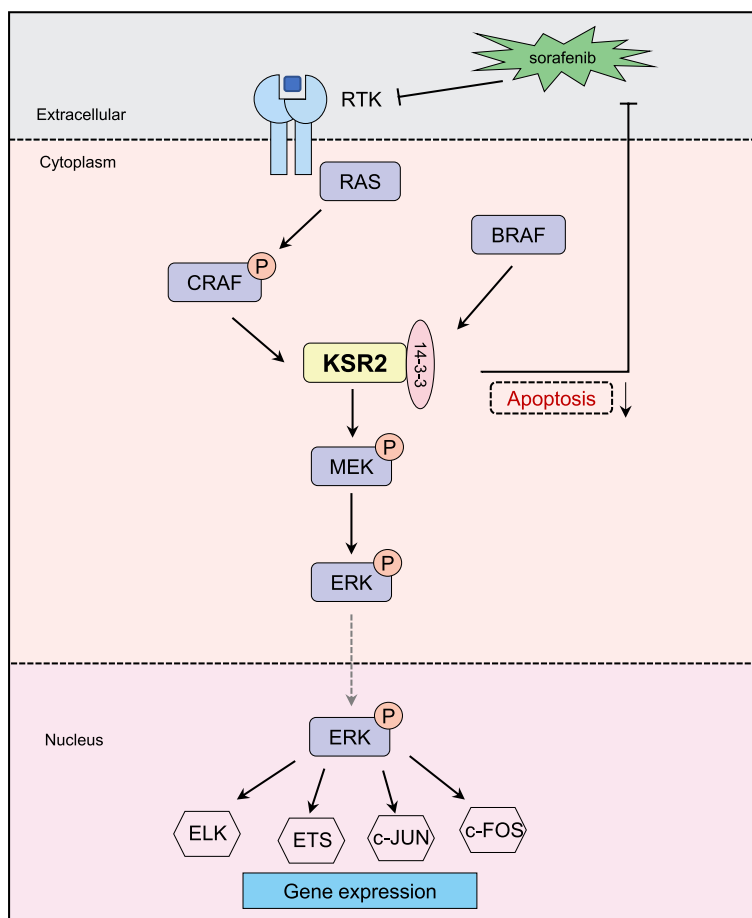 sorafenib
RTK
Extracellular
Cytoplasm
RAS
BRAF
P
CRAF
KSR2
14-3-3
Apoptosis
P
MEK
P
ERK
P
ERK
Nucleus
ELK
ETS
c-JUN
c-FOS
Gene expression